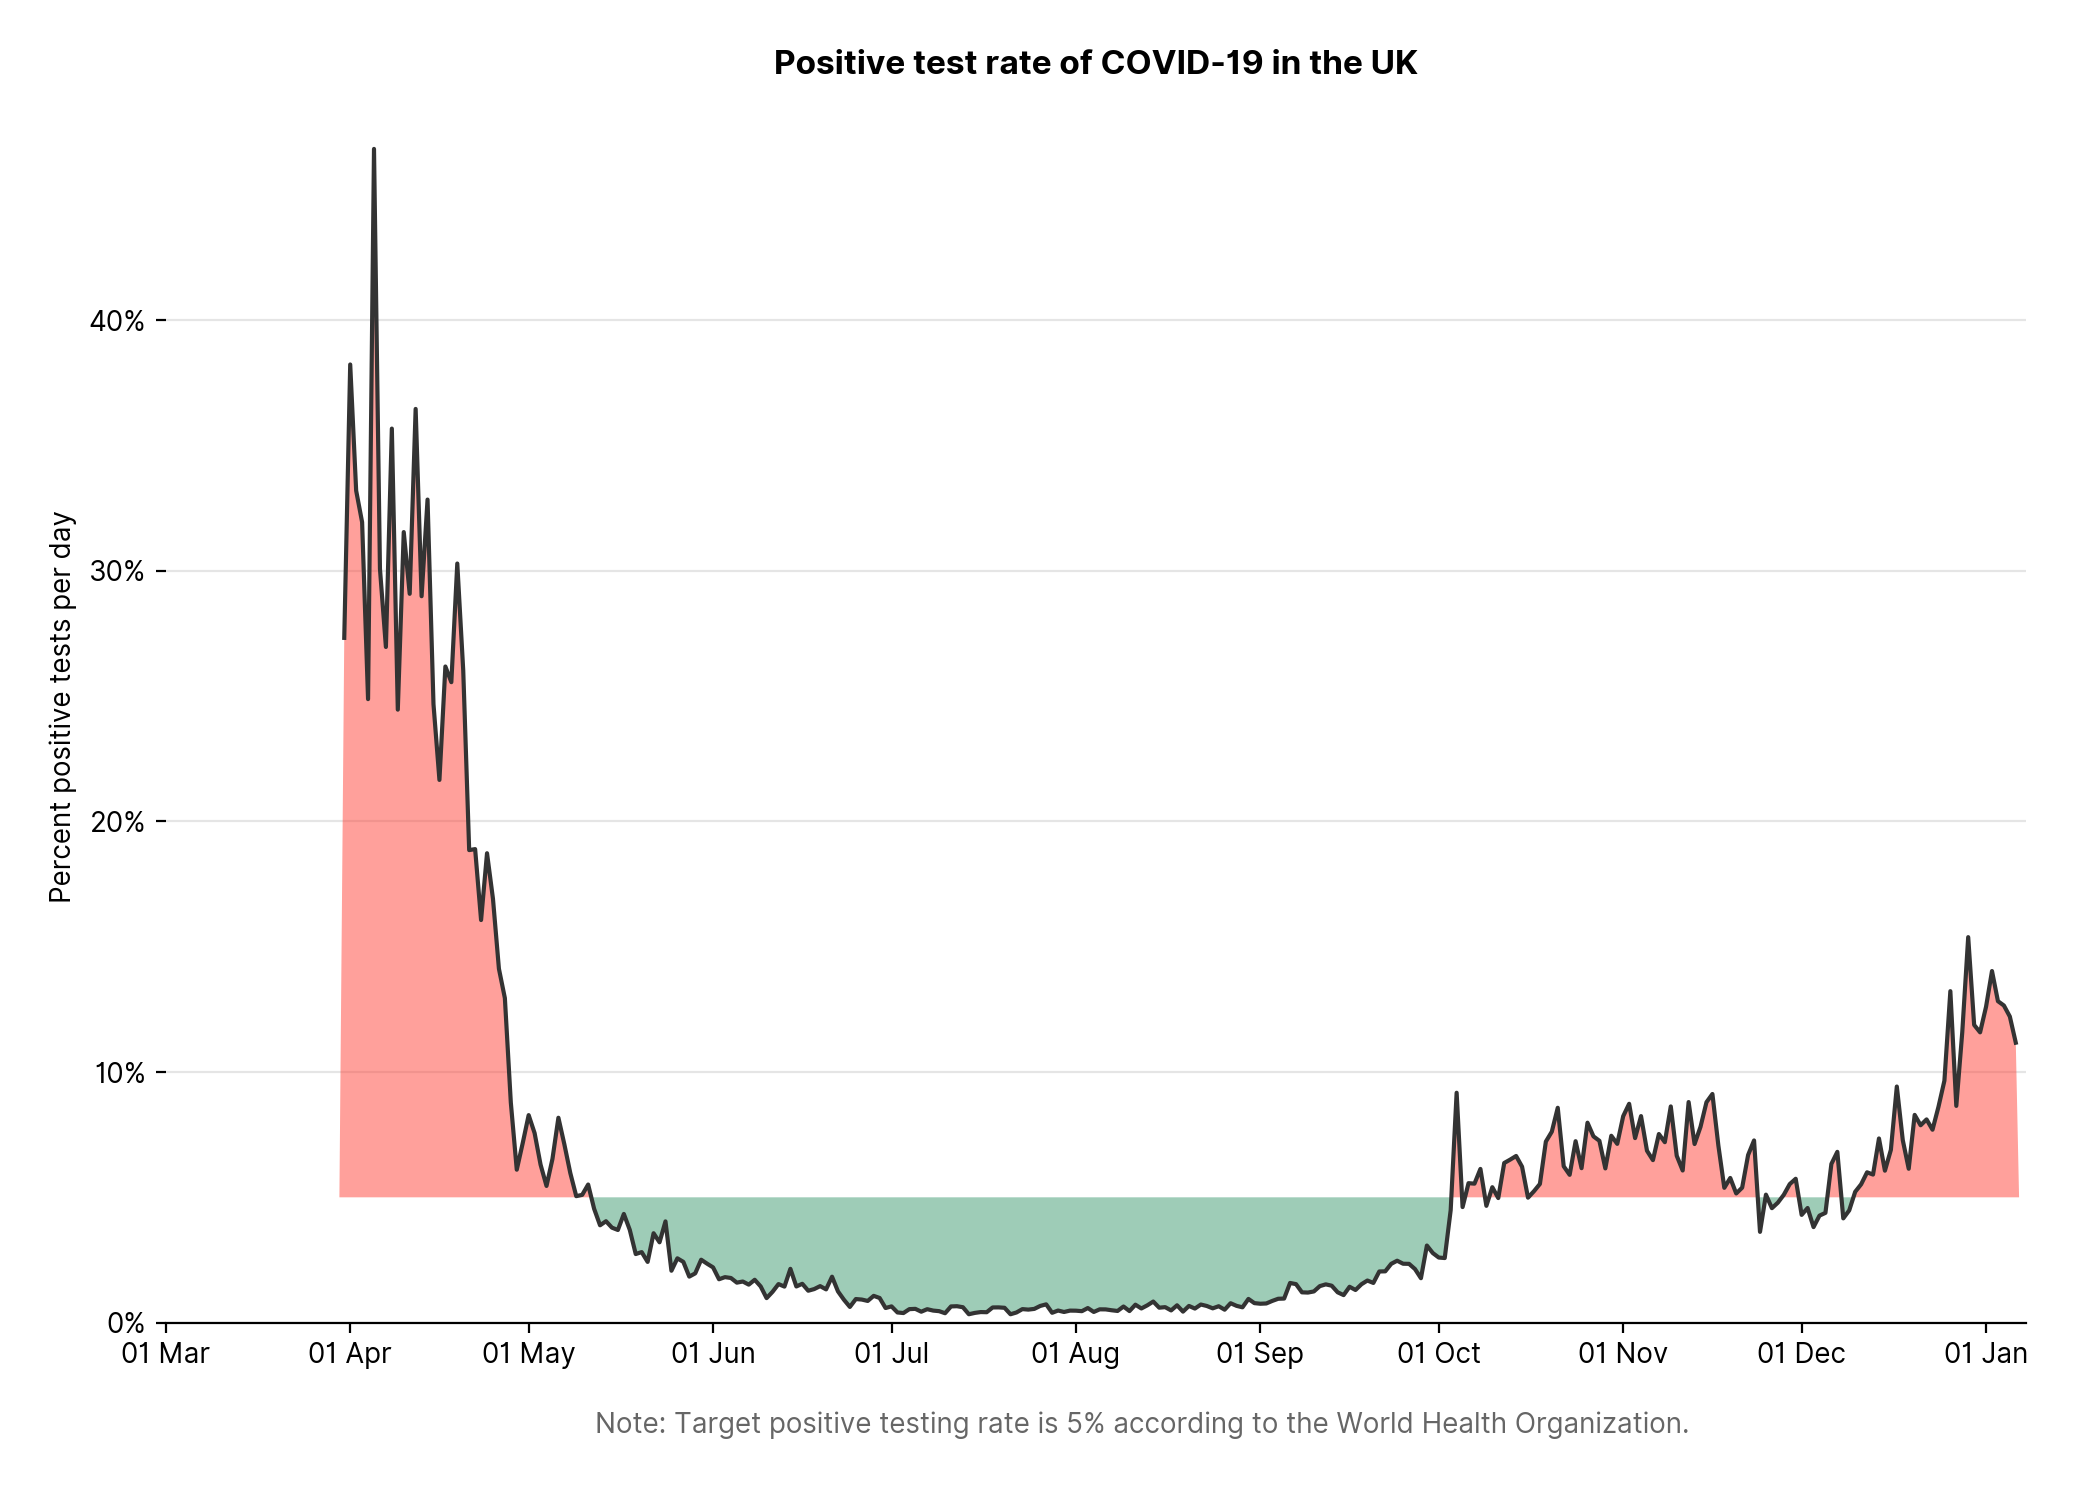 Positive test rate of COVID-19 in the UK
Percent positive tests per day
40%
30%
20%
10%
0%
01 Mar
01 Apr
01 May
01 Jun
01 Jul
01 Aug
01 Sep
01 Oct
01 Nov
01 Dec
01 Jan
Note: Target positive testing rate is 5% according to the World Health Organization.